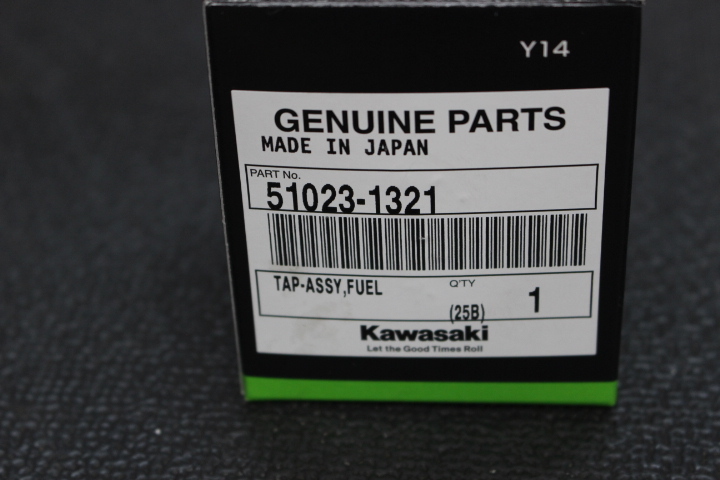 Y14
GENUINE PARTS
MADE IN JAPAN
PART No.
51023-1321
TAP-ASSY,FUEL Q'TY
(25B) 1
Kawasaki
Let the Good Times Roll